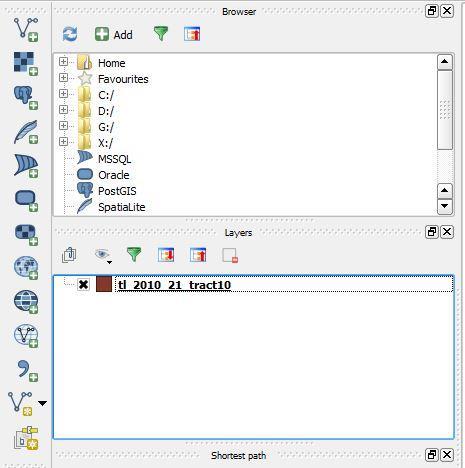 Browser
Add
Home
Favourites
C:/
D:/
G:/
X:/
MSSQL
Oracle
PostGIS
SpatiaLite
Layers
tl_2010_21_tract10
Shortest path